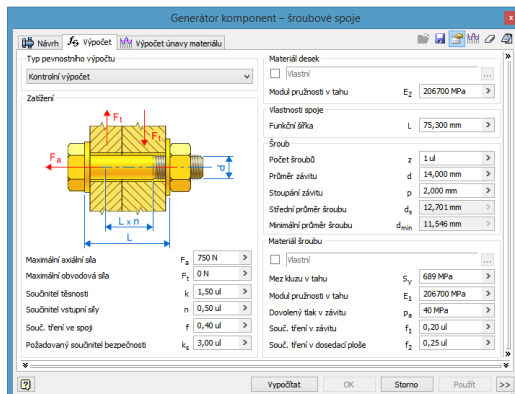 Generátor komponent – šroubové spoje
x
Návrh
Výpočet
Výpočet únavy materiálu
Typ pevnostního výpočtu
Kontrolní výpočet
Zatížení
Ft
Ft
Fa
d
L x n
L
Maximální axiální síla Fa 750 N >
Maximální obvodová síla Ft 0 N >
Součinitel těsnosti k 1,50 ul >
Součinitel vstupní síly n 0,50 ul >
Souč. tření ve spoji f 0,40 ul >
Požadovaný součinitel bezpečnosti ks 3,00 ul >
Materiál desek
Vlastní ...
Modul pružnosti v tahu E2 206700 MPa >
Vlastnosti spoje
Funkční šířka L 75,300 mm >
Šroub
Počet šroubů z 1 ul >
Průměr závitu d 14,000 mm >
Stoupání závitu p 2,000 mm >
Střední průměr šroubu ds 12,701 mm >
Minimální průměr šroubu dmin 11,546 mm >
Materiál šroubu
Vlastní ...
Mez kluzu v tahu Sy 689 MPa >
Modul pružnosti v tahu E1 206700 MPa >
Dovolený tlak v závitu pa 40 MPa >
Souč. tření v závitu f1 0,20 ul >
Souč. tření v dosedací ploše f2 0,25 ul >
Vypočítat
OK
Storno
Použít
>>